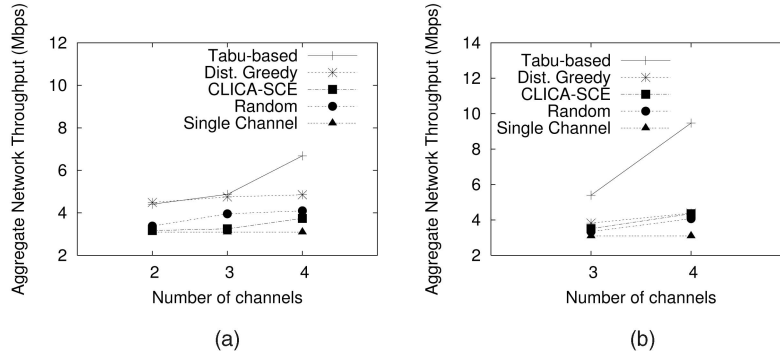 Aggregate Network Throughput (Mbps)
12
10
8
6
4
2
Tabu-based
Dist. Greedy
CLICA-SCE
Random
Single Channel
2 3 4
Number of channels
(a)
Aggregate Network Throughput (Mbps)
14
12
10
8
6
4
2
Tabu-based
Dist. Greedy
CLICA-SCE
Random
Single Channel
3 4
Number of channels
(b)